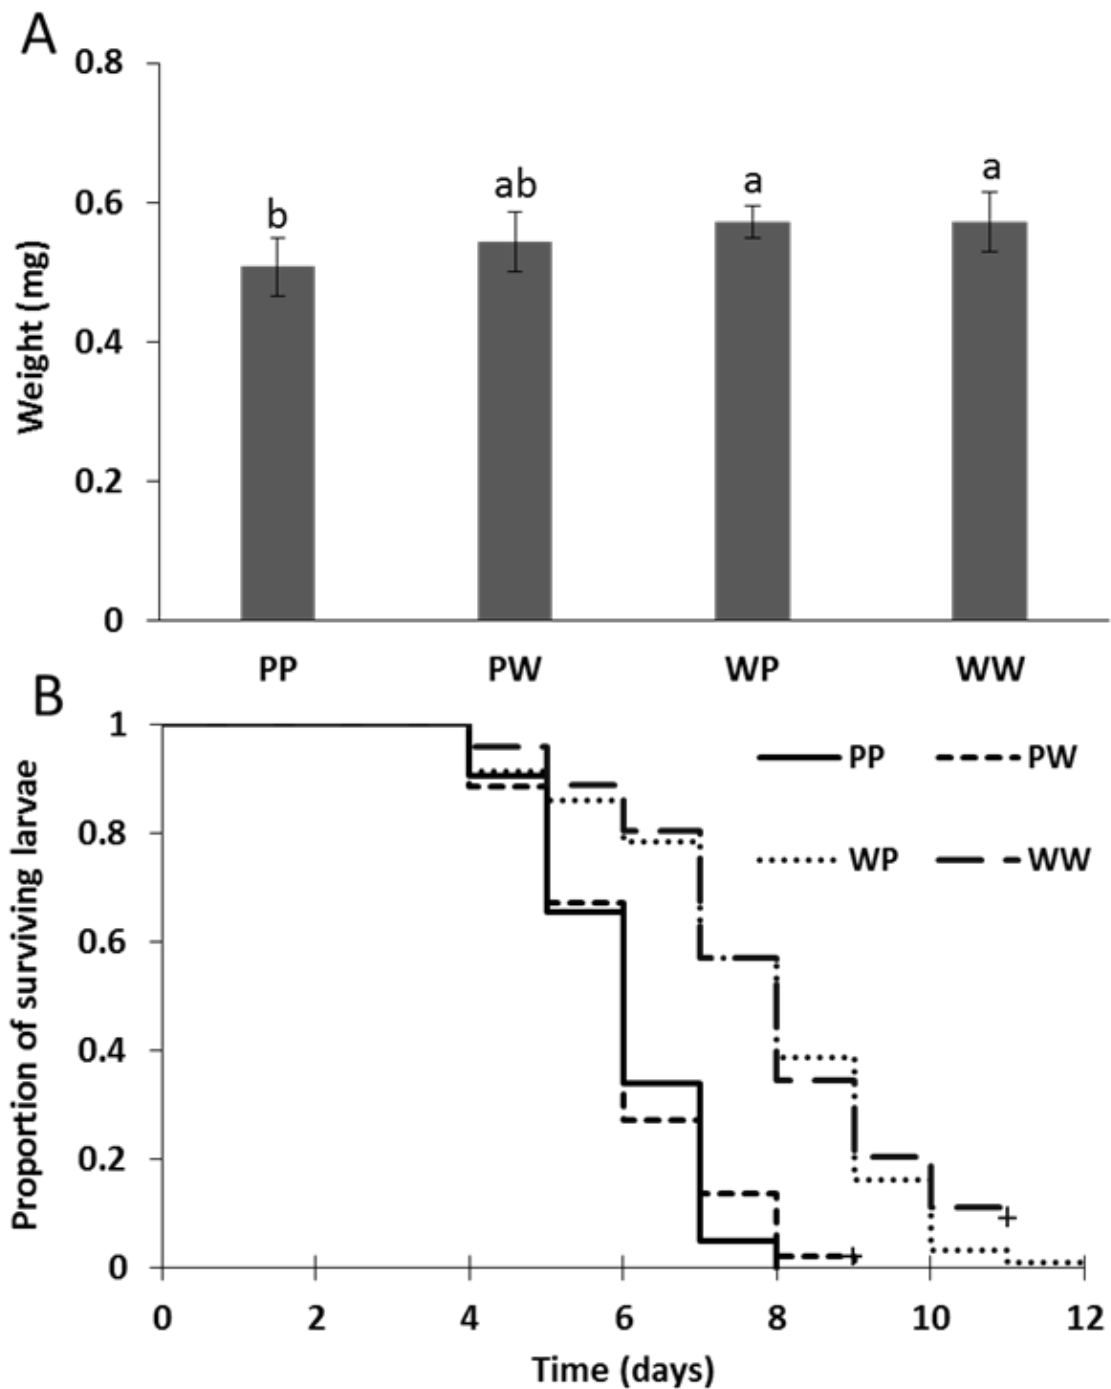 A
0.8
0.6
0.4
0.2
0
Weight (mg)
b
ab
a
a
PP
PW
WP
WW
B
1
0.8
0.6
0.4
0.2
0
Proportion of surviving larvae
PP
PW
WP
WW
0 2 4 6 8 10 12
Time (days)